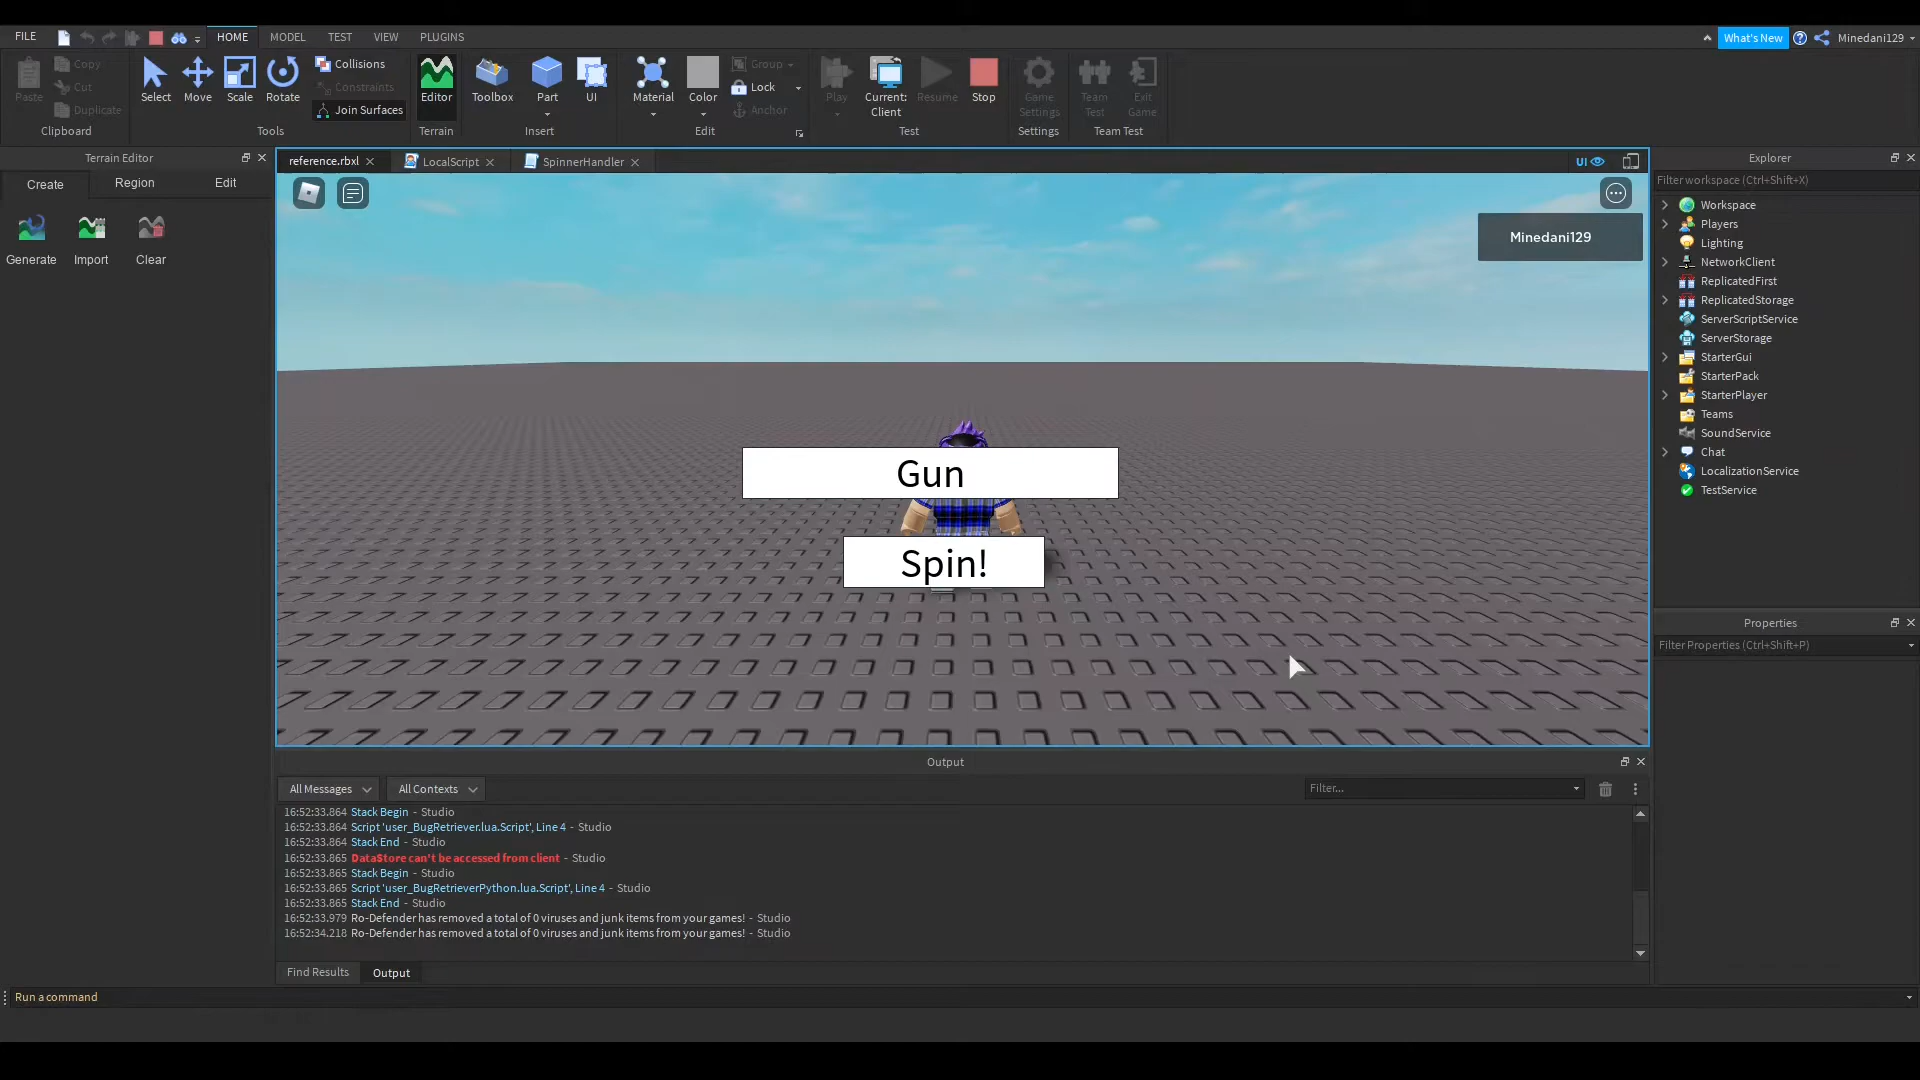 FILE HOME MODEL TEST VIEW PLUGINS What's New Minedani129
Paste Copy Cut Duplicate Clipboard
Select Move Scale Rotate Collisions Constraints Join Surfaces Tools
Editor Terrain
Toolbox Part UI Insert
Material Color Group Lock Anchor Edit
Play Current: Client Resume Stop Test
Game Settings Settings
Team Test Exit Game Team Test
Terrain Editor
Create Region Edit
Generate Import Clear
reference.rbxl LocalScript SpinnerHandler UI
Minedani129
Gun
Spin!
Explorer
Filter workspace (Ctrl+Shift+X)
Workspace
Players
Lighting
NetworkClient
ReplicatedFirst
ReplicatedStorage
ServerScriptService
ServerStorage
StarterGui
StarterPack
StarterPlayer
Teams
SoundService
Chat
LocalizationService
TestService
Properties
Filter Properties (Ctrl+Shift+P)
Output
All Messages All Contexts Filter...
16:52:33.864 Stack Begin - Studio
16:52:33.864 Script 'user_BugRetriever.lua.Script', Line 4 - Studio
16:52:33.864 Stack End - Studio
16:52:33.865 DataStore can't be accessed from client - Studio
16:52:33.865 Stack Begin - Studio
16:52:33.865 Script 'user_BugRetrieverPython.lua.Script', Line 4 - Studio
16:52:33.865 Stack End - Studio
16:52:33.979 Ro-Defender has removed a total of 0 viruses and junk items from your games! - Studio
16:52:34.218 Ro-Defender has removed a total of 0 viruses and junk items from your games! - Studio
Find Results Output
Run a command